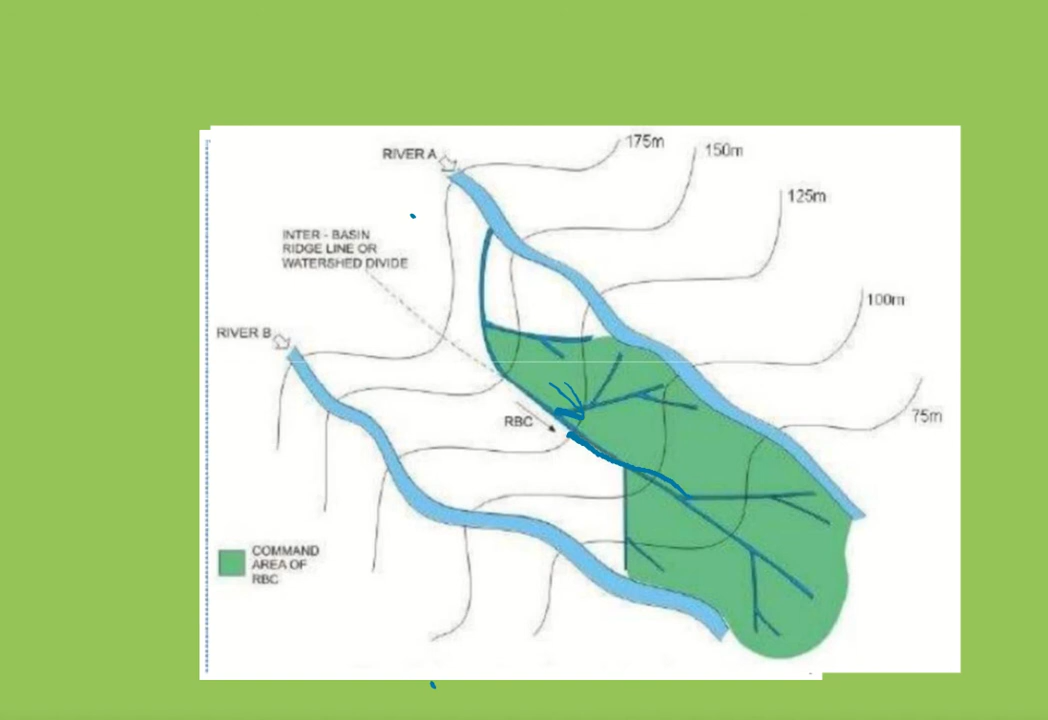 RIVER A
175m
150m
125m
INTER - BASIN
RIDGE LINE OR
WATERSHED DIVIDE
100m
RIVER B
75m
RBC
COMMAND
AREA OF
RBC